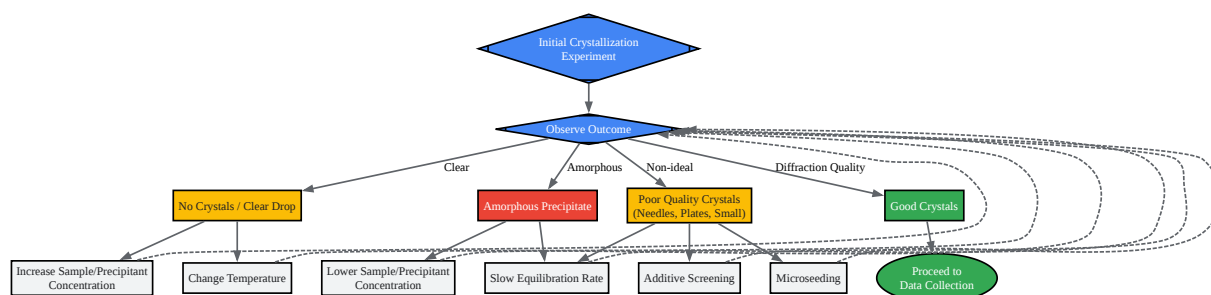 Initial Crystallization
Experiment
Observe Outcome
Clear
Amorphous
Non-ideal
Diffraction Quality
No Crystals / Clear Drop
Amorphous Precipitate
Poor Quality Crystals
(Needles, Plates, Small)
Good Crystals
Increase Sample/Precipitant
Concentration
Change Temperature
Lower Sample/Precipitant
Concentration
Slow Equilibration Rate
Additive Screening
Microseeding
Proceed to
Data Collection